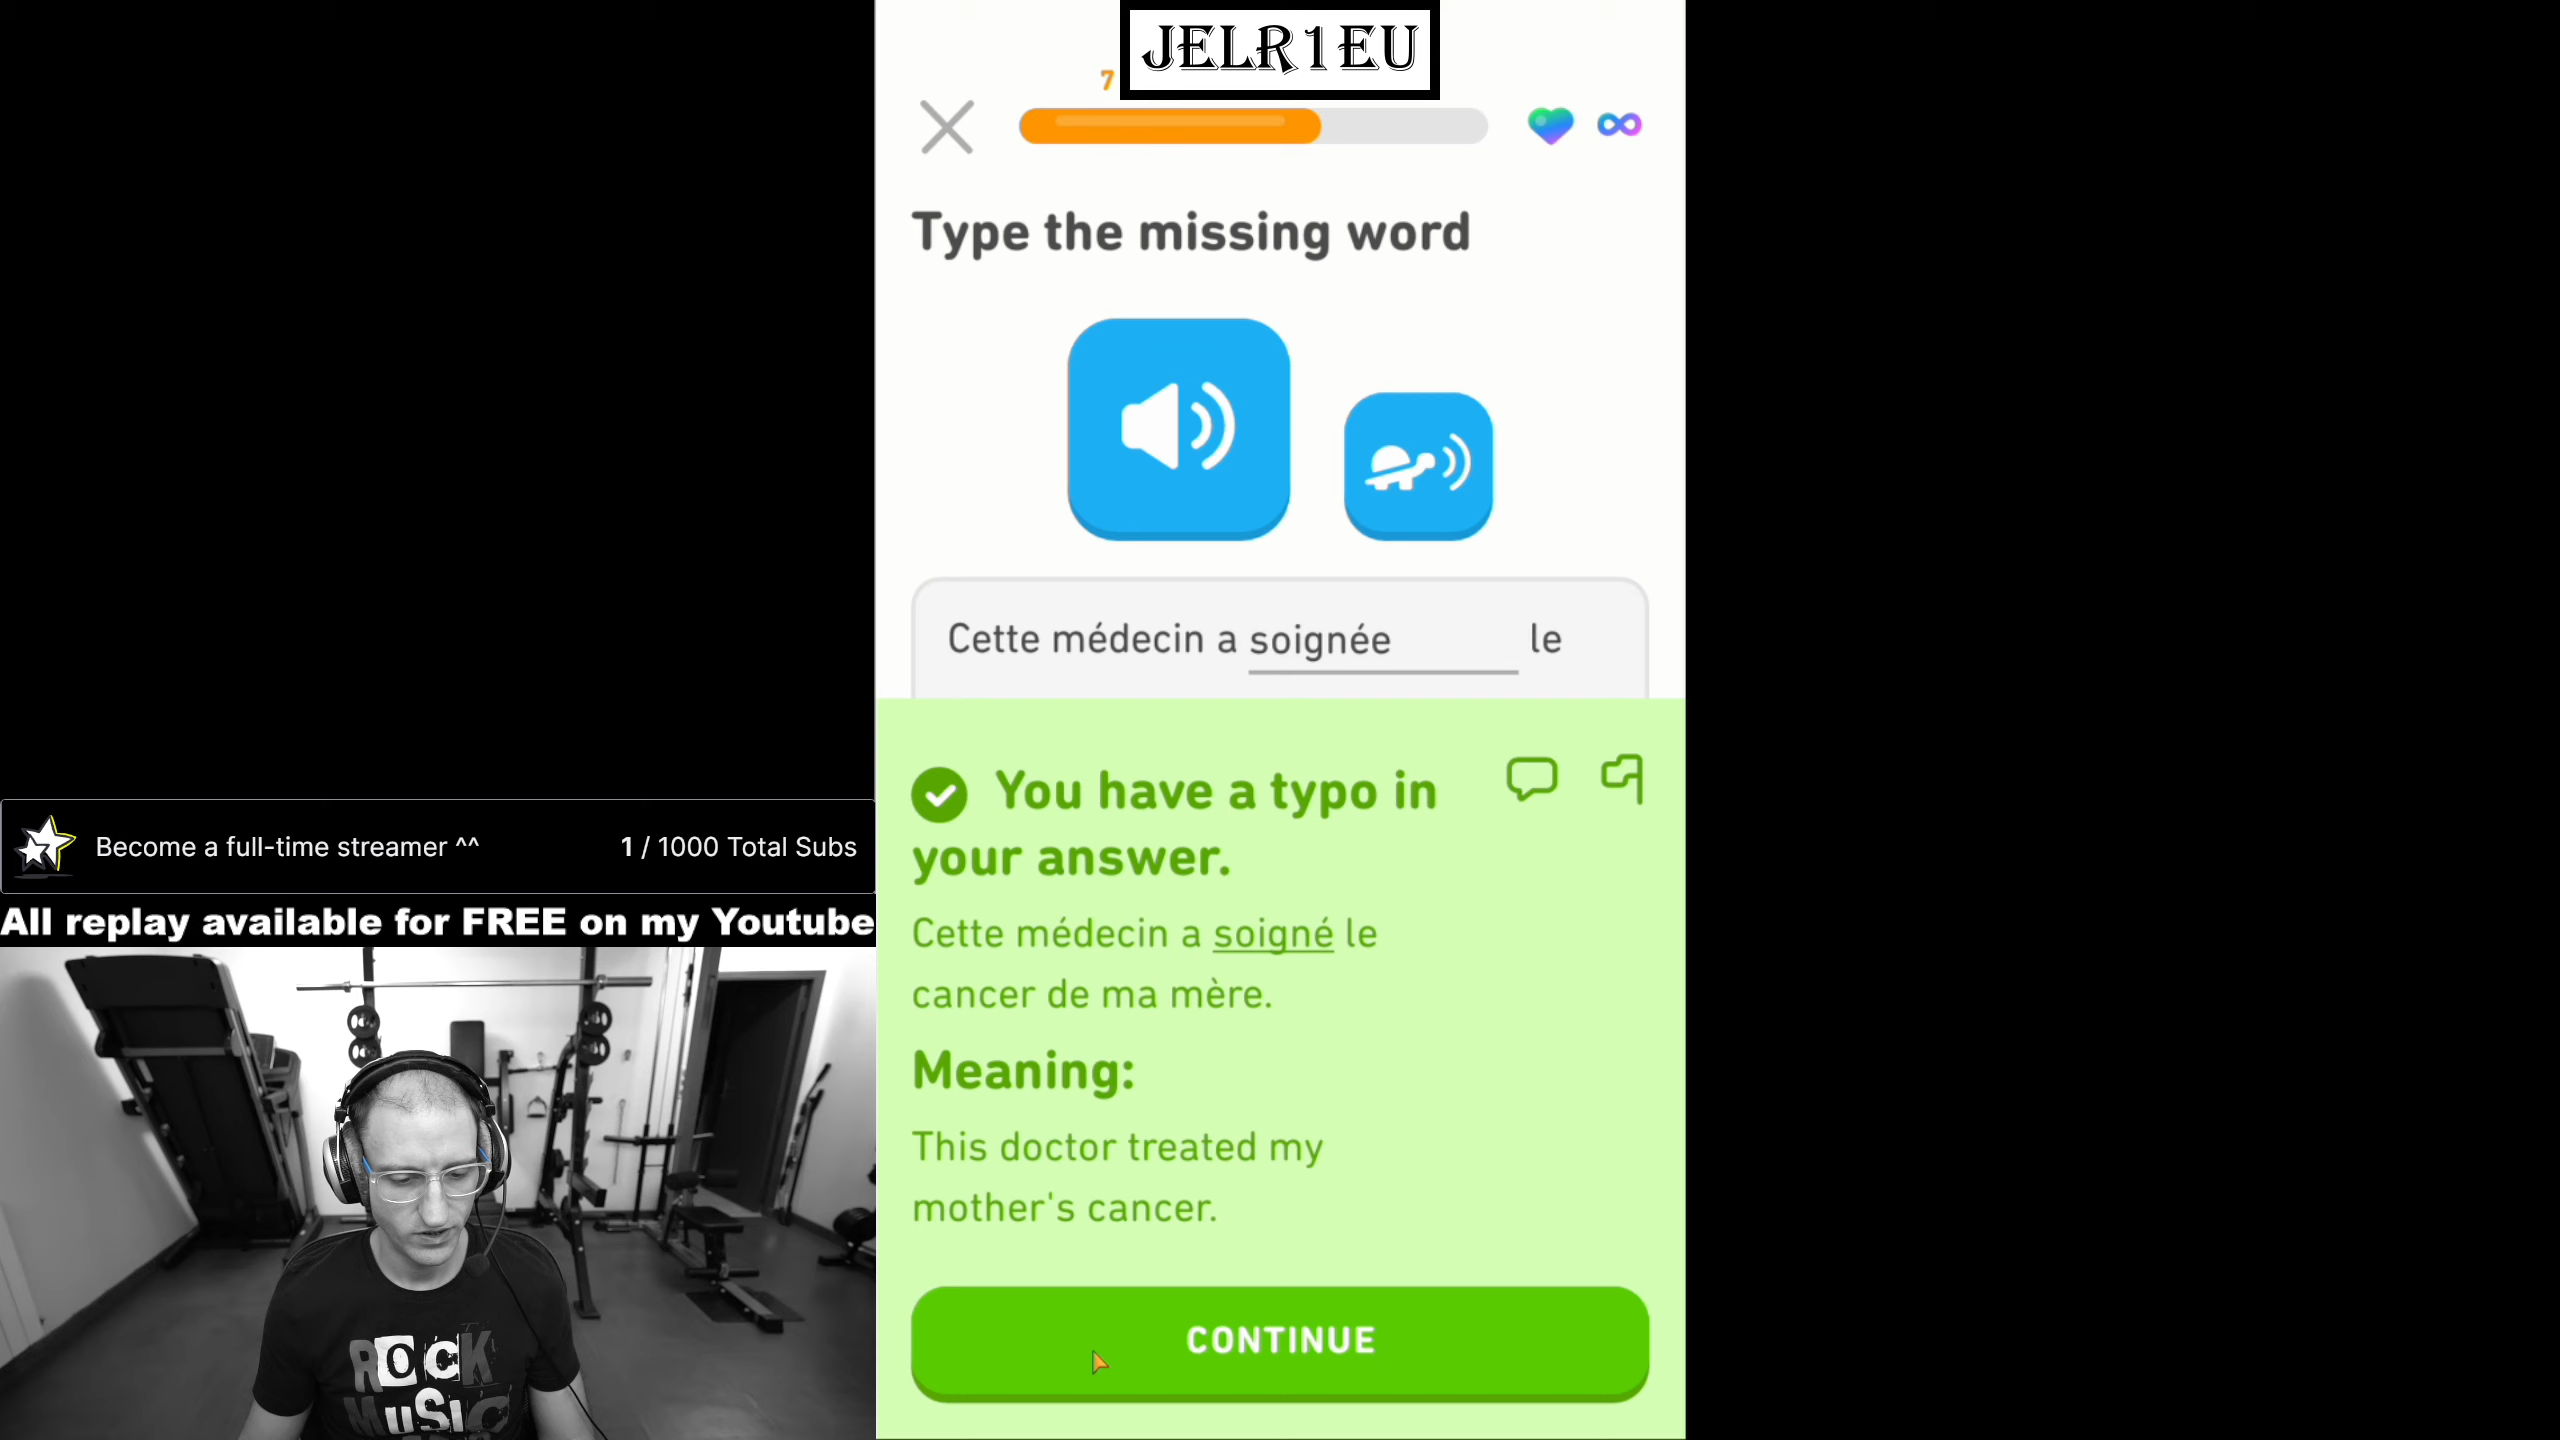 JELR1EU
7
Type the missing word
Cette médecin a soignée le
You have a typo in
your answer.
Cette médecin a soigné le
cancer de ma mère.
Meaning:
This doctor treated my
mother's cancer.
CONTINUE
Become a full-time streamer ^^ 1 / 1000 Total Subs
All replay available for FREE on my Youtube
ROCK
MUSIC